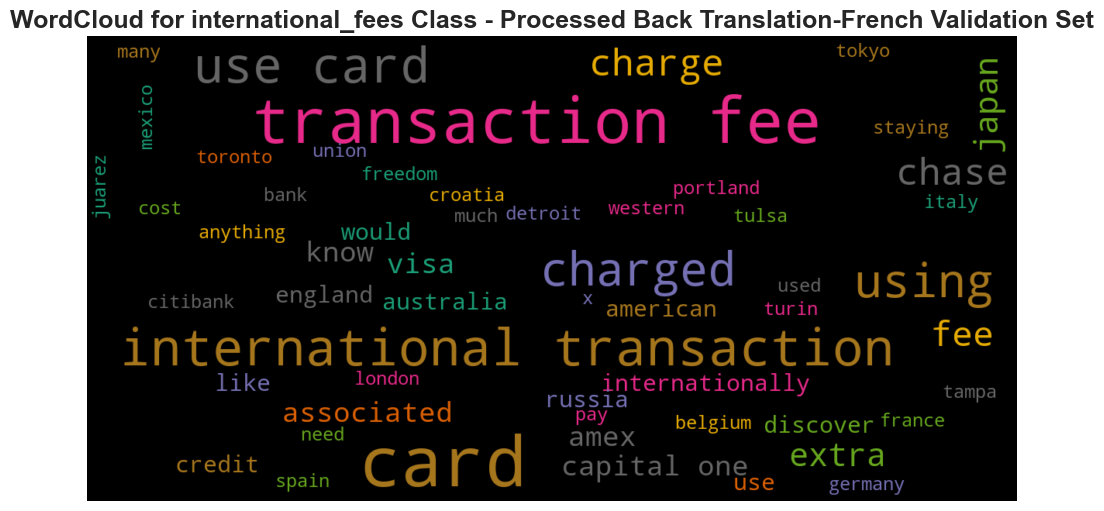 WordCloud for international_fees Class - Processed Back Translation-French Validation Set
many
use card
charge
tokyo
japan
mexico
transaction fee
staying
toronto
union
freedom
chase
juarez
bank
croatia
portland
italy
cost
much
detroit
western
tulsa
anything
would
know
visa
charged
using
citibank
england
australia
x
american
used
turin
international transaction
fee
like
london
internationally
russia
tampa
associated
pay
belgium
discover
france
need
card
amex
credit
capital one
extra
spain
use
germany